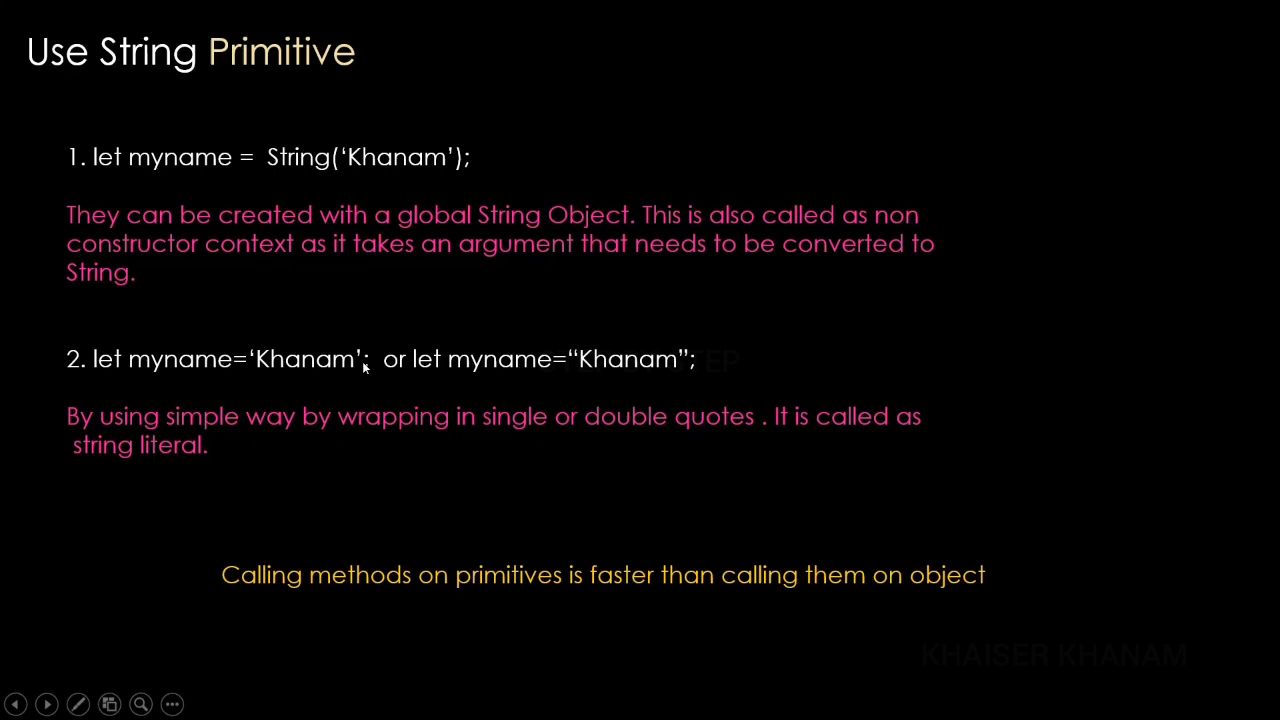 Use String Primitive
1. let myname =  String(‘Khanam’);
They can be created with a global String Object. This is also called as non
constructor context as it takes an argument that needs to be converted to
String.
2. let myname=‘Khanam’;  or let myname=“Khanam”;
By using simple way by wrapping in single or double quotes . It is called as
string literal.
Calling methods on primitives is faster than calling them on object
KHAISER KHANAM